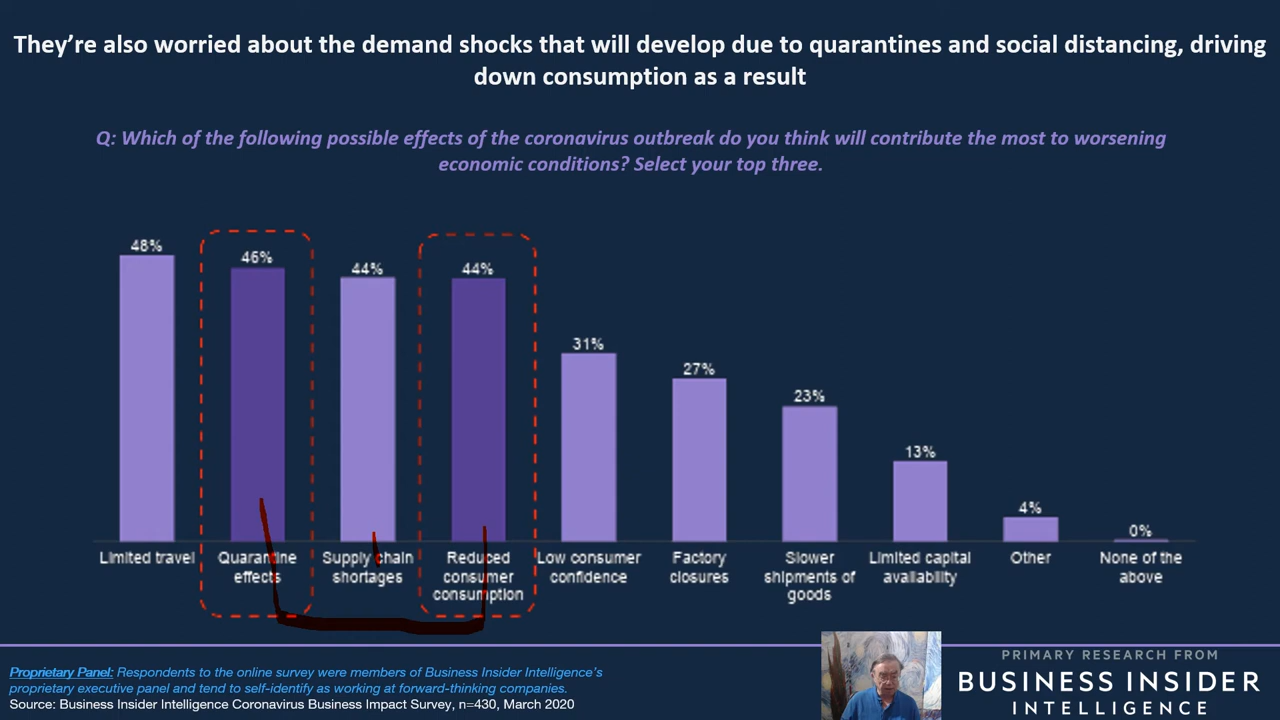 They're also worried about the demand shocks that will develop due to quarantines and social distancing, driving
down consumption as a result
Q: Which of the following possible effects of the coronavirus outbreak do you think will contribute the most to worsening
economic conditions? Select your top three.
48%
46%
44%
44%
31%
27%
23%
13%
4%
0%
Limited travel
Quarantine
effects
Supply chain
shortages
Reduced
consumer
consumption
Low consumer
confidence
Factory
closures
Slower
shipments of
goods
Limited capital
availability
Other
None of the
above
Proprietary Panel: Respondents to the online survey were members of Business Insider Intelligence's
proprietary executive panel and tend to self-identify as working at forward-thinking companies.
Source: Business Insider Intelligence Coronavirus Business Impact Survey, n=430, March 2020
PRIMARY RESEARCH FROM
BUSINESS INSIDER
INTELLIGENCE